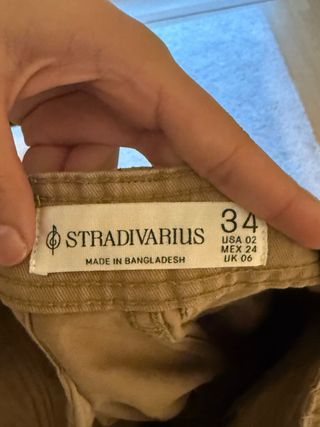 STRADIVARIUS
MADE IN BANGLADESH
34
USA 02
MEX 24
UK 06